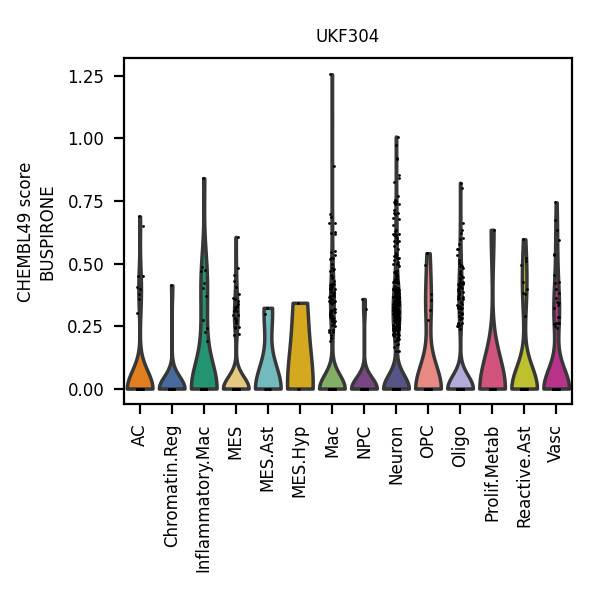 UKF304
CHEMBL49 score
BUSPIRONE
1.25
1.00
0.75
0.50
0.25
0.00
AC
Chromatin.Reg
Inflammatory.Mac
MES
MES.Ast
MES.Hyp
Mac
NPC
Neuron
OPC
Oligo
Prolif.Metab
Reactive.Ast
Vasc